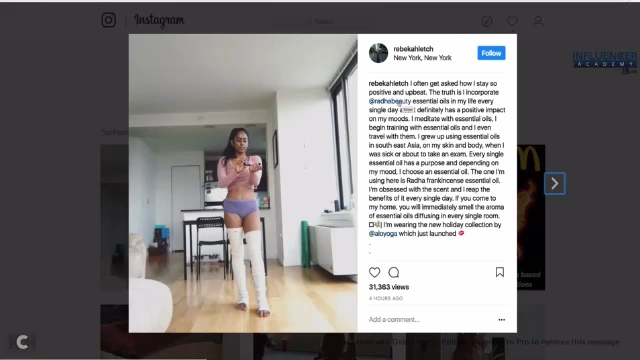 Instagram
INFLUENCER
ACADEMY
rebekahletch
New York, New York
Follow
rebekahletch I often get asked how I stay so
positive and upbeat. The truth is I incorporate
@radhabeauty essential oils in my life every
single day definitely has a positive impact
on my moods. I meditate with essential oils, I
begin training with essential oils and I even
travel with them. I grew up using essential oils
in south east Asia, on my skin and body, when I
was sick or about to take an exam. Every single
essential oil has a purpose and depending on
my mood, I choose an essential oil. The one I'm
using here is Radha frankincense essential oil.
I'm obsessed with the scent and I reap the
benefits of it every single day. If you come to
my home, you will immediately smell the aroma
of essential oils diffusing in every single room.
I'm wearing the new holiday collection by
@aloyoga which just launched
.
.
31,363 views
4 HOURS AGO
Add a comment...
to Pro to remove this message